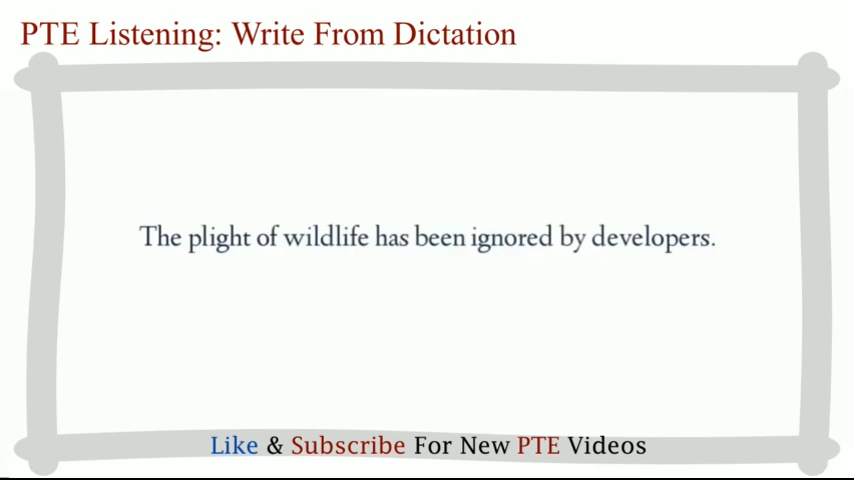 PTE Listening: Write From Dictation
The plight of wildlife has been ignored by developers.
Like & Subscribe For New PTE Videos